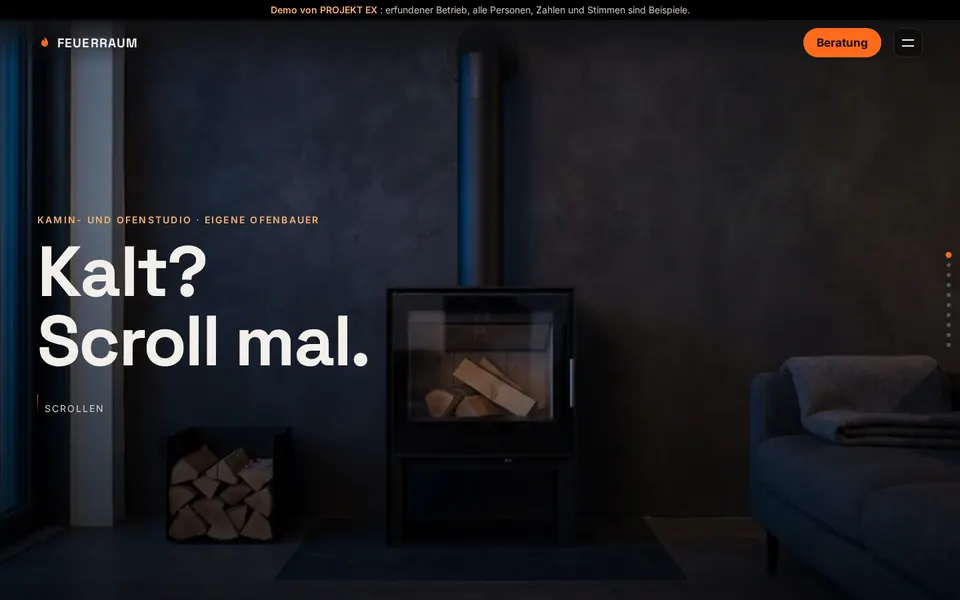 Demo von PROJEKT EX : erfundener Betrieb, alle Personen, Zahlen und Stimmen sind Beispiele.
FEUERRAUM
Beratung
KAMIN- UND OFENSTUDIO · EIGENE OFENBAUER
Kalt?
Scroll mal.
SCROLLEN